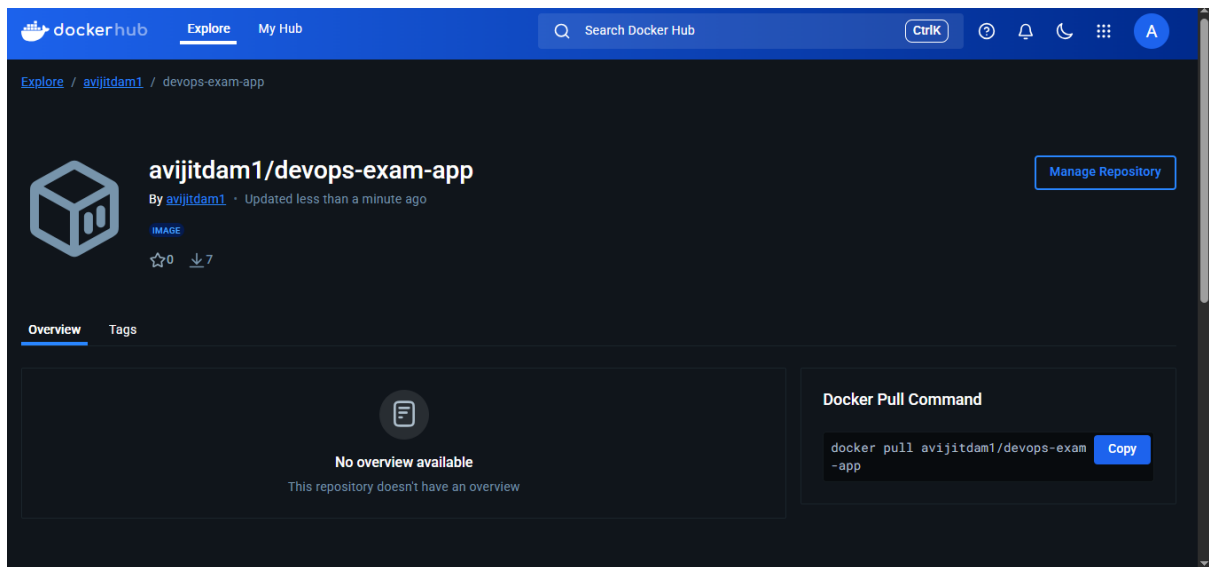 dockerhub Explore My Hub Search Docker Hub CtrlK A
Explore / avijitdam1 / devops-exam-app
avijitdam1/devops-exam-app
Manage Repository
By avijitdam1 · Updated less than a minute ago
IMAGE
0 7
Overview Tags
No overview available
This repository doesn't have an overview
Docker Pull Command
docker pull avijitdam1/devops-exam
-app
Copy